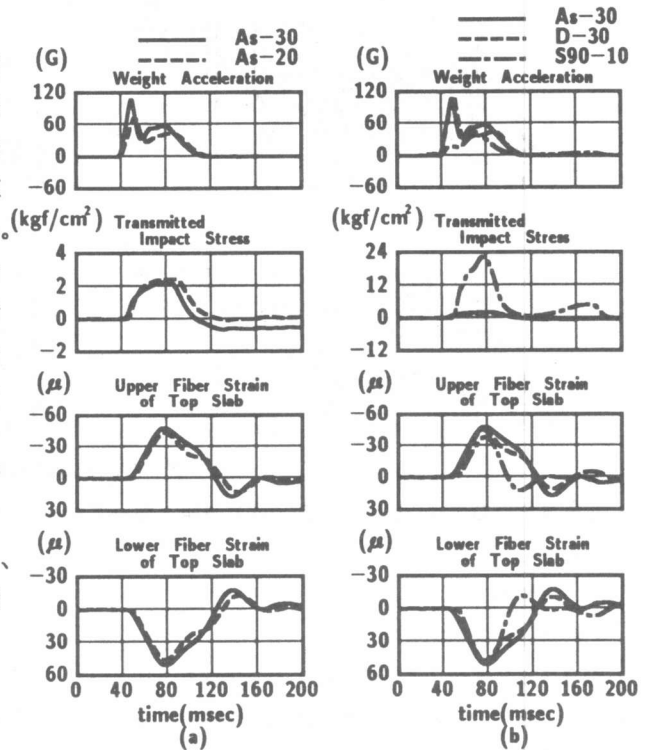 As-30
As-20
(G)
Weight Acceleration
120
60
0
-60
(kgf/cm²)
Transmitted
Impact Stress
4
2
0
-2
(μ)
Upper Fiber Strain
of Top Slab
-60
-30
0
30
(μ)
Lower Fiber Strain
of Top Slab
-30
0
30
60
0 40 80 120 160 200
time(msec)
(a)
As-30
D-30
S90-10
(G)
Weight Acceleration
120
60
0
-60
(kgf/cm²)
Transmitted
Impact Stress
24
12
0
-12
(μ)
Upper Fiber Strain
of Top Slab
-60
-30
0
30
(μ)
Lower Fiber Strain
of Top Slab
-30
0
30
60
0 40 80 120 160 200
time(msec)
(b)